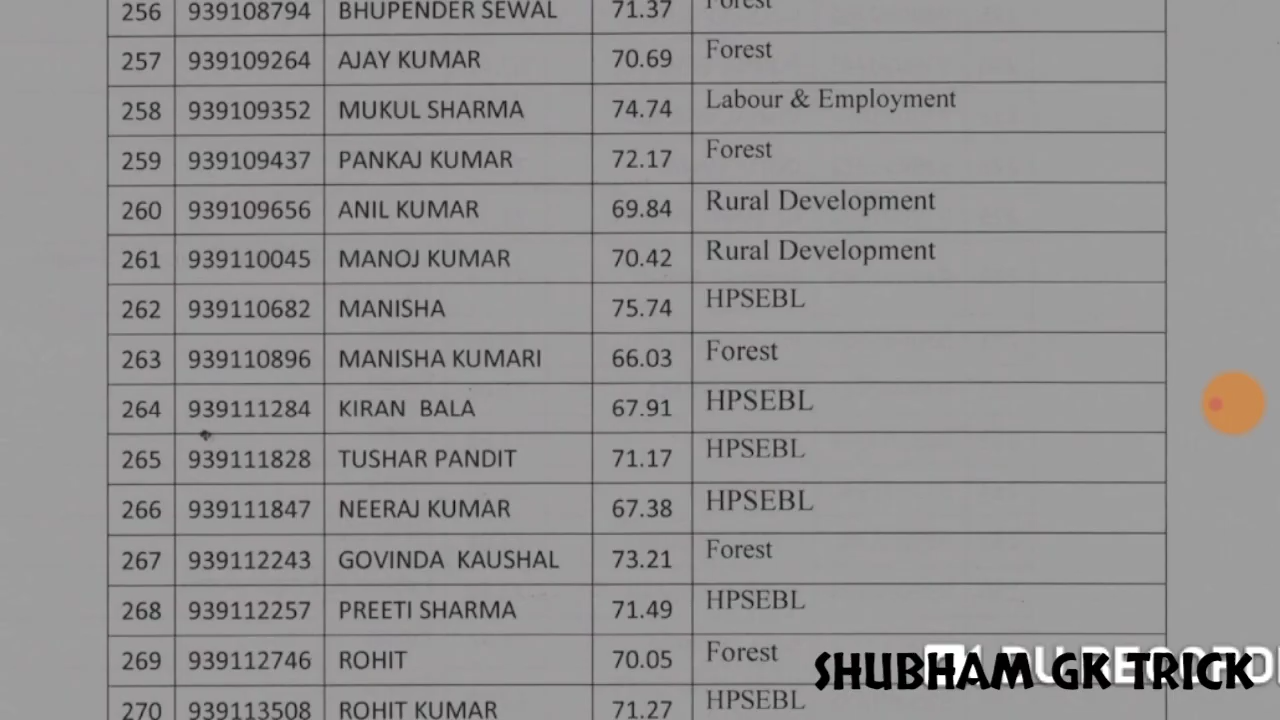 256 939108794 BHUPENDER SEWAL 71.37 Forest
257 939109264 AJAY KUMAR 70.69 Forest
258 939109352 MUKUL SHARMA 74.74 Labour & Employment
259 939109437 PANKAJ KUMAR 72.17 Forest
260 939109656 ANIL KUMAR 69.84 Rural Development
261 939110045 MANOJ KUMAR 70.42 Rural Development
262 939110682 MANISHA 75.74 HPSEBL
263 939110896 MANISHA KUMARI 66.03 Forest
264 939111284 KIRAN BALA 67.91 HPSEBL
265 939111828 TUSHAR PANDIT 71.17 HPSEBL
266 939111847 NEERAJ KUMAR 67.38 HPSEBL
267 939112243 GOVINDA KAUSHAL 73.21 Forest
268 939112257 PREETI SHARMA 71.49 HPSEBL
269 939112746 ROHIT 70.05 Forest
SHUBHAM GK TRICK
270 939113508 ROHIT KUMAR 71.27 HPSEBL